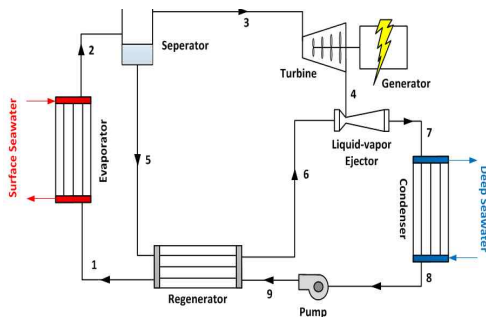 3
2
Seperator
Turbine
Generator
4
Surface Seawater
Evaporator
5
6
Liquid-vapor
Ejector
7
Condenser
Deep Seawater
1
Regenerator
9
Pump
8